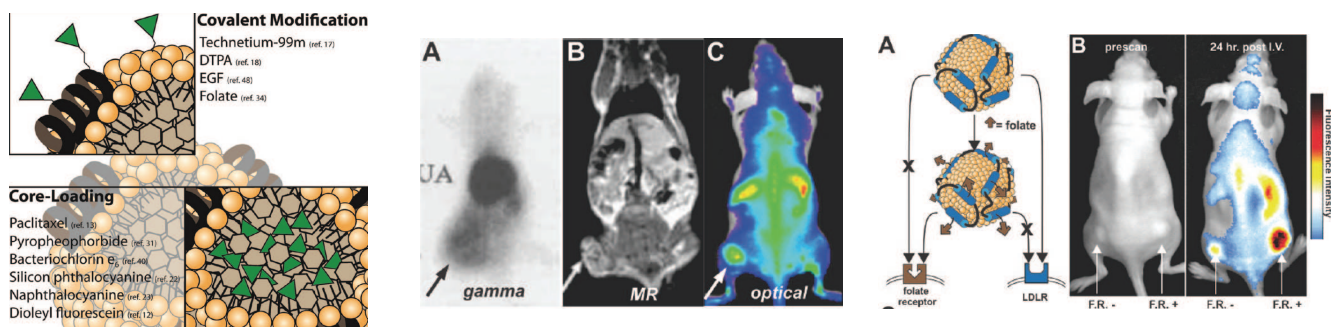 Covalent Modification
Technetium-99m (ref. 17)
DTPA (ref. 18)
EGF (ref. 48)
Folate (ref. 34)
Core-Loading
Paclitaxel (ref. 13)
Pyropheophorbide (ref. 31)
Bacteriochlorin e6 (ref. 40)
Silicon phthalocyanine (ref. 22)
Naphthalocyanine (ref. 23)
Dioleyl fluorescein (ref. 12)
A
UA
gamma
B
MR
C
optical
A
= folate
X
X
folate
receptor
LDLR
B
prescan
24 hr. post I.V.
F.R. -
F.R. +
F.R. -
F.R. +
Fluorescence Intensity